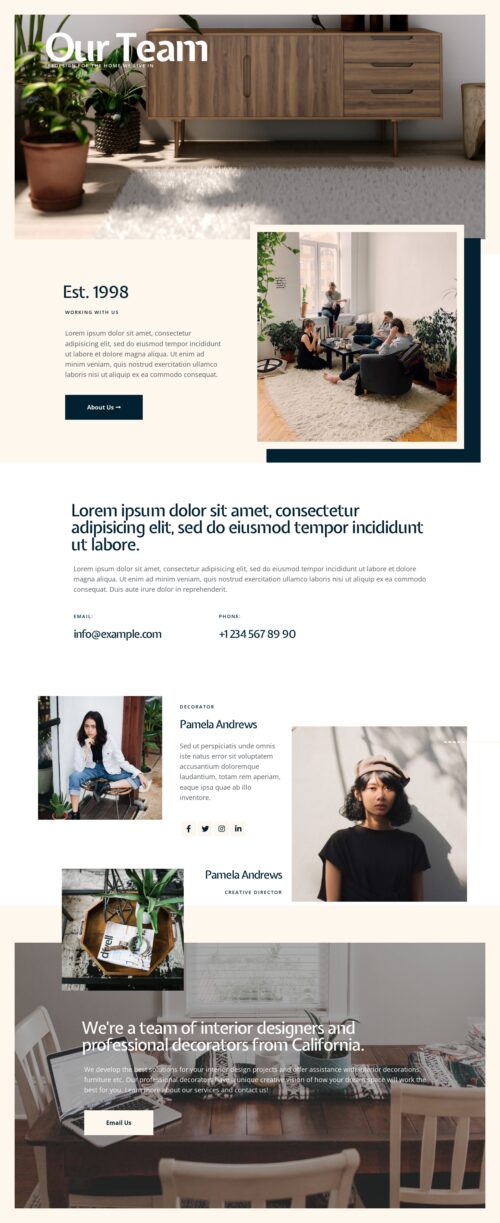 Our Team
DESIGN FOR THE HOME WE LIVE IN
Est. 1998
WORKING WITH US
Lorem ipsum dolor sit amet, consectetur
adipisicing elit, sed do eiusmod tempor incididunt
ut labore et dolore magna aliqua. Ut enim ad
minim veniam, quis nostrud exercitation ullamco
laboris nisi ut aliquip ex ea commodo consequat.
About Us ➞
Lorem ipsum dolor sit amet, consectetur
adipisicing elit, sed do eiusmod tempor incididunt
ut labore.
Lorem ipsum dolor sit amet, consectetur adipisicing elit, sed do eiusmod tempor incididunt ut labore et dolore
magna aliqua. Ut enim ad minim veniam, quis nostrud exercitation ullamco laboris nisi ut aliquip ex ea commodo
consequat. Duis aute irure dolor in reprehenderit.
EMAIL:
info@example.com
PHONE:
+1 234 567 89 90
DECORATOR
Pamela Andrews
Sed ut perspiciatis unde omnis
iste natus error sit voluptatem
accusantium doloremque
laudantium, totam rem aperiam,
eaque ipsa quae ab illo
inventore.
Pamela Andrews
CREATIVE DIRECTOR
dwell
We're a team of interior designers and
professional decorators from California.
We develop the best solutions for your interior design projects and offer assistance with interior decorations,
furniture etc. Our professional decorators have a unique creative vision of how your decent space will work the
best for you. Learn more about our services and contact us!
Email Us